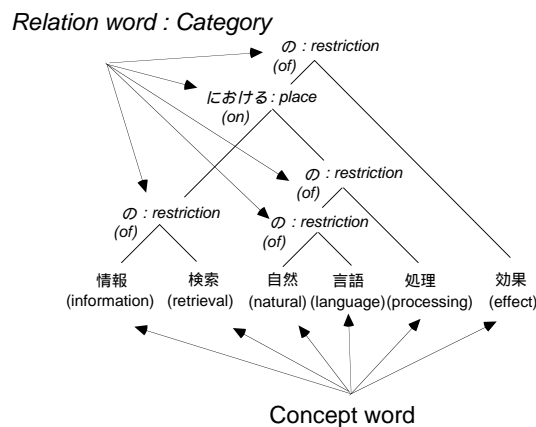 Relation word : Category
の : restriction
(of)
における : place
(on)
の : restriction
(of)
の : restriction
(of)
の : restriction
(of)
情報 検索 自然 言語 処理 効果
(information) (retrieval) (natural) (language) (processing) (effect)
Concept word